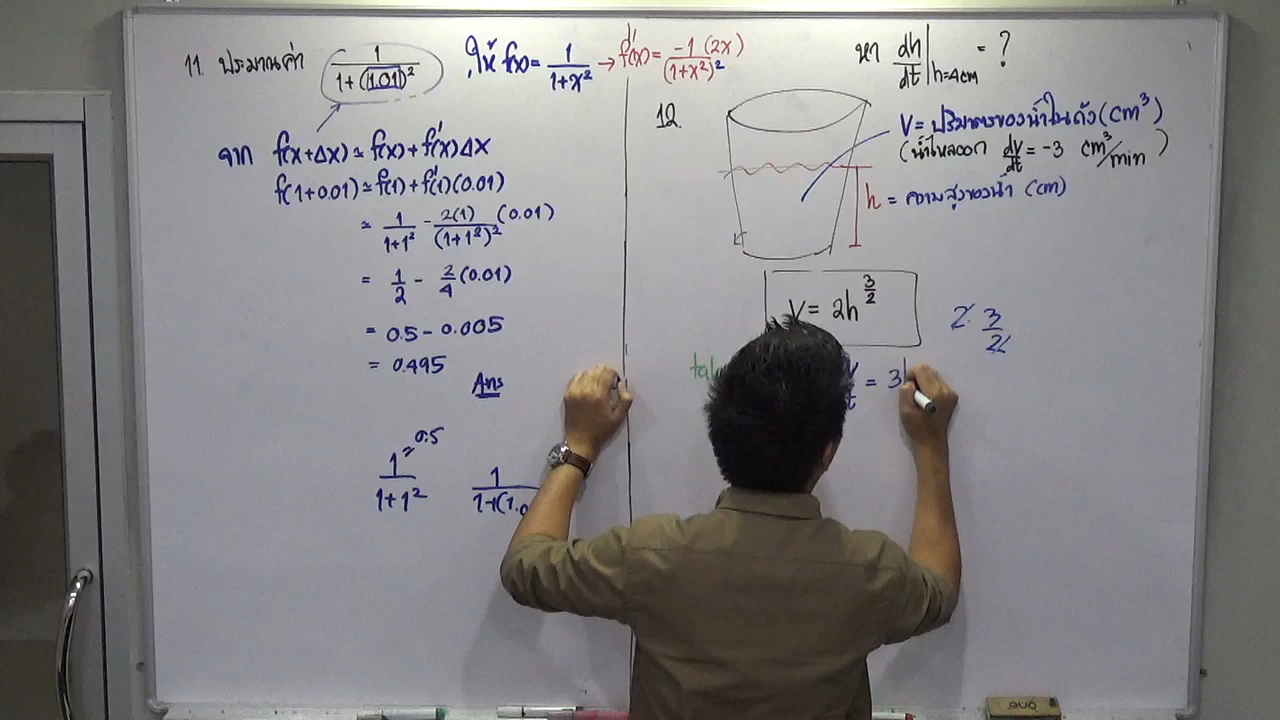 11. ประมาณค่า 1/(1+(1.01)²) ให้ f(x) = 1/(1+x²) → f'(x) = -1(2x)/(1+x²)²
จาก f(x+Δx) ≃ f(x) + f'(x)Δx
f(1+0.01) ≃ f(1) + f'(1)(0.01)
≃ 1/(1+1²) - 2(1)/(1+1²)² (0.01)
= 1/2 - 2/4 (0.01)
= 0.5 - 0.005
= 0.495
Ans
1/(1+1²) = 0.5
1
1+(1.0
หา dh/dt |h=4cm = ?
12.
V = ปริมาตรของน้ำในถัง (cm³)
(น้ำไหลออก dv/dt = -3 cm³/min)
h = ความสูงของน้ำ (cm)
V = 2h^(3/2)
2 · 3/2
= 3